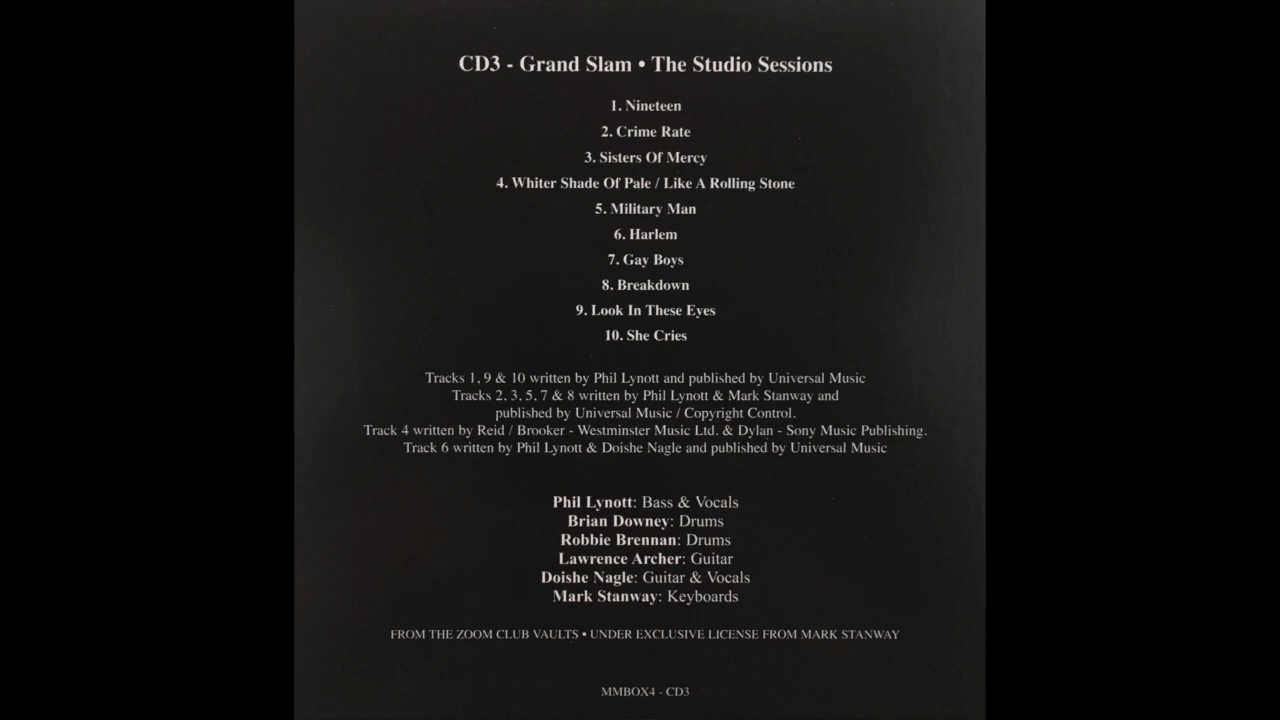 CD3 - Grand Slam • The Studio Sessions
1. Nineteen
2. Crime Rate
3. Sisters Of Mercy
4. Whiter Shade Of Pale / Like A Rolling Stone
5. Military Man
6. Harlem
7. Gay Boys
8. Breakdown
9. Look In These Eyes
10. She Cries
Tracks 1, 9 & 10 written by Phil Lynott and published by Universal Music
Tracks 2, 3, 5, 7 & 8 written by Phil Lynott & Mark Stanway and
published by Universal Music / Copyright Control.
Track 4 written by Reid / Brooker - Westminster Music Ltd. & Dylan - Sony Music Publishing.
Track 6 written by Phil Lynott & Doishe Nagle and published by Universal Music
Phil Lynott: Bass & Vocals
Brian Downey: Drums
Robbie Brennan: Drums
Lawrence Archer: Guitar
Doishe Nagle: Guitar & Vocals
Mark Stanway: Keyboards
FROM THE ZOOM CLUB VAULTS • UNDER EXCLUSIVE LICENSE FROM MARK STANWAY
MMBOX4 - CD3